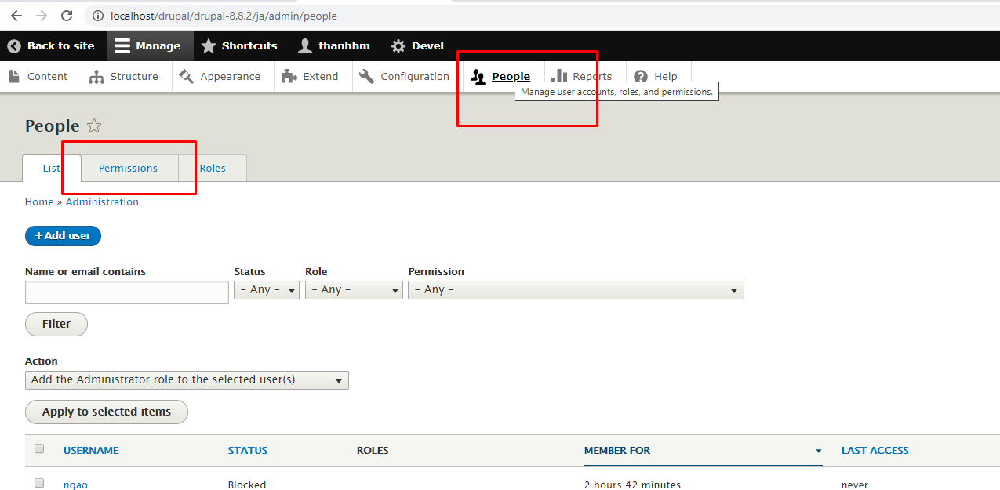 localhost/drupal/drupal-8.8.2/ja/admin/people
Back to site Manage Shortcuts thanhhm Devel
Content Structure Appearance Extend Configuration People Reports Help
Manage user accounts, roles, and permissions.
People
List Permissions Roles
Home » Administration
+ Add user
Name or email contains Status Role Permission
- Any - - Any - - Any -
Filter
Action
Add the Administrator role to the selected user(s)
Apply to selected items
USERNAME STATUS ROLES MEMBER FOR LAST ACCESS
ngao Blocked 2 hours 42 minutes never